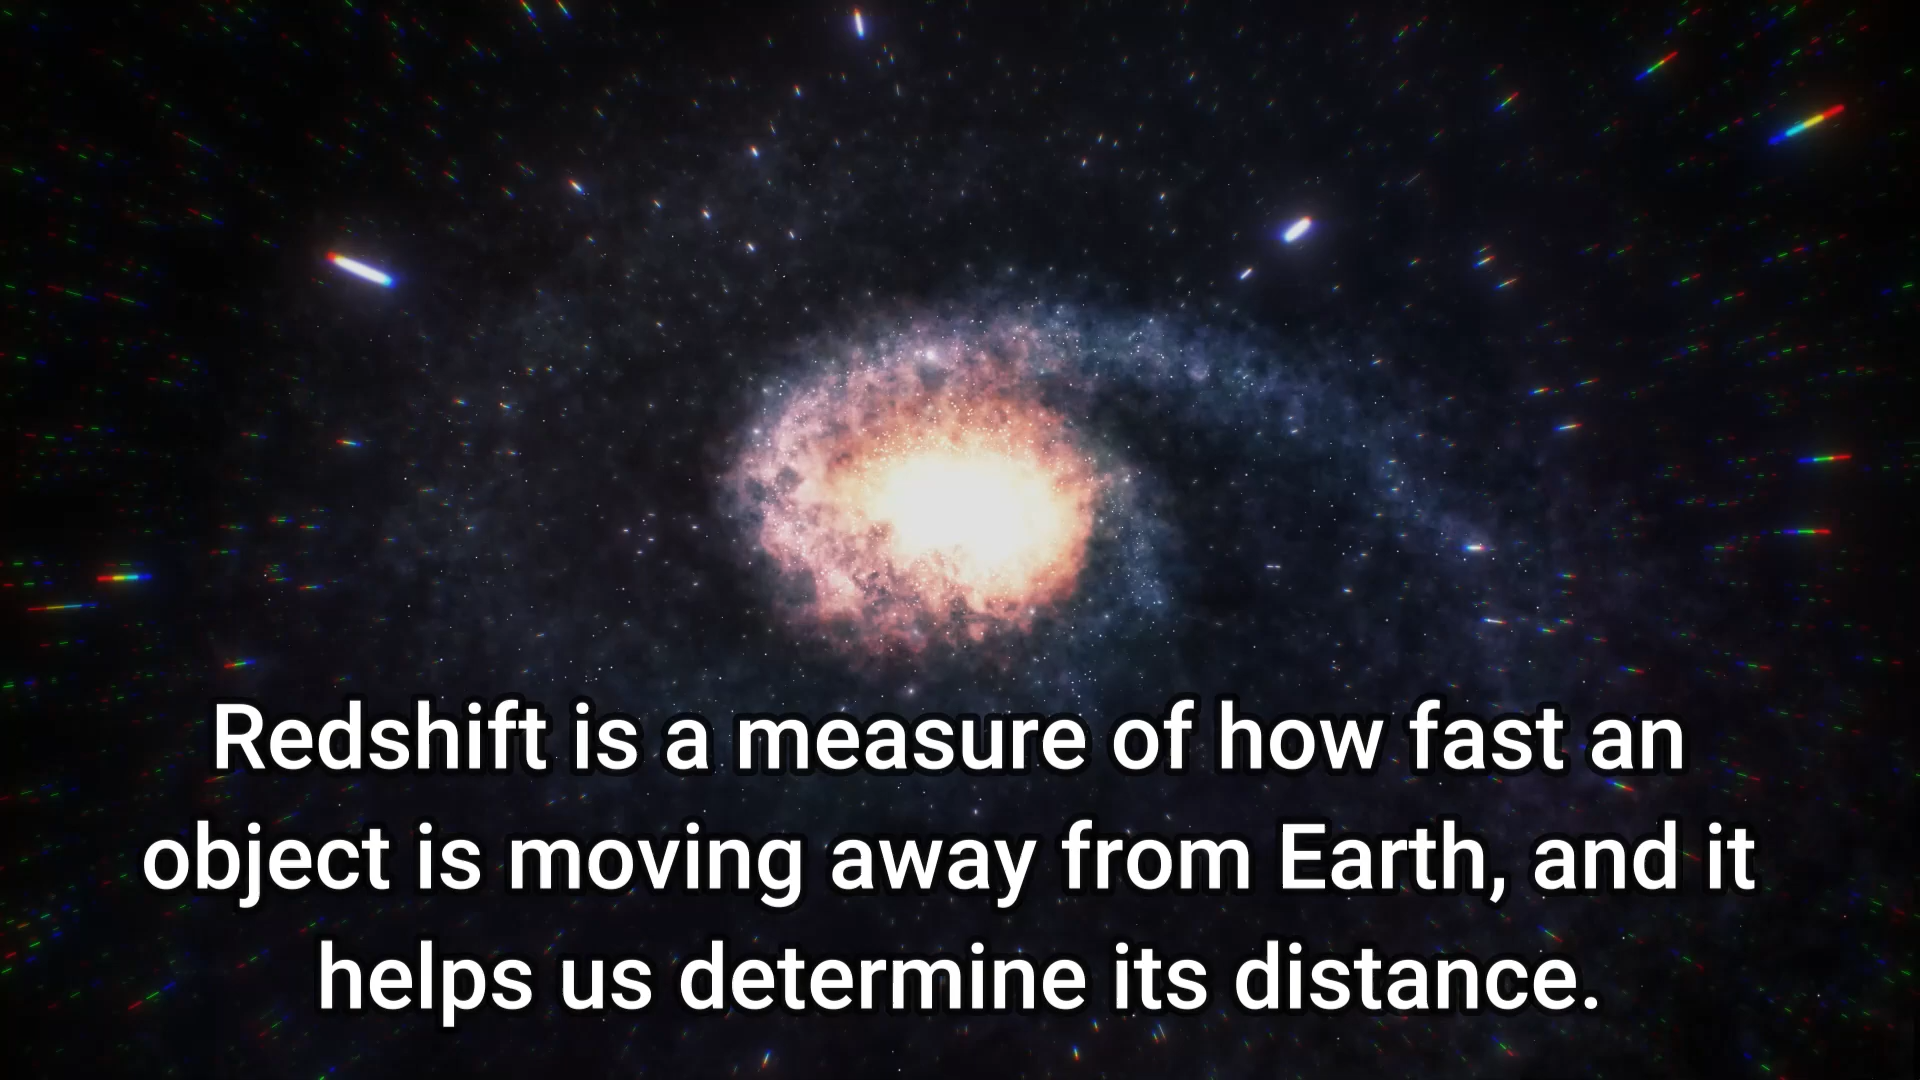 Redshift is a measure of how fast an
object is moving away from Earth, and it
helps us determine its distance.